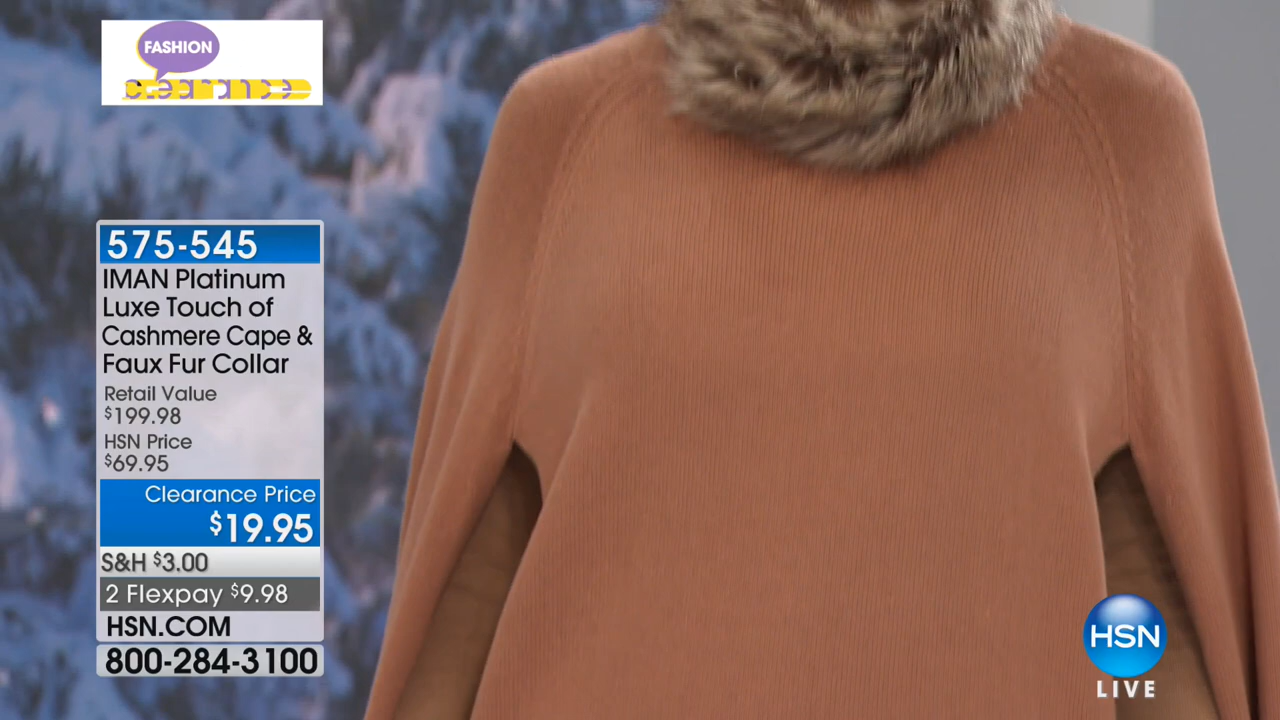 FASHION
clearance
575-545
IMAN Platinum
Luxe Touch of
Cashmere Cape &
Faux Fur Collar
Retail Value
$199.98
HSN Price
$69.95
Clearance Price
$19.95
S&H $3.00
2 Flexpay $9.98
HSN.COM
800-284-3100
HSN
LIVE